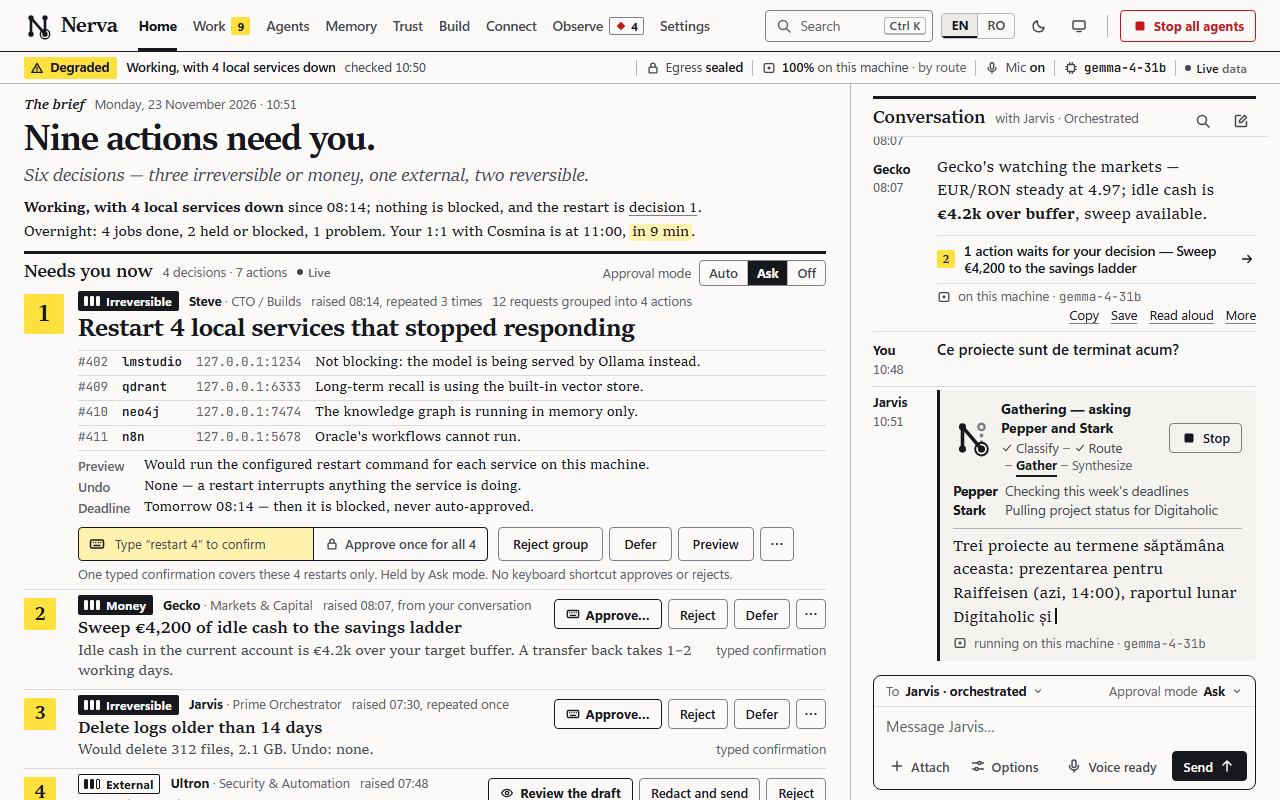 Nerva Home Work 9 Agents Memory Trust Build Connect Observe 4 Settings Search Ctrl K EN RO Stop all agents
Degraded Working, with 4 local services down checked 10:50 Egress sealed 100% on this machine · by route Mic on gemma-4-31b Live data
The brief Monday, 23 November 2026 · 10:51
Nine actions need you.
Six decisions — three irreversible or money, one external, two reversible.
Working, with 4 local services down since 08:14; nothing is blocked, and the restart is decision 1.
Overnight: 4 jobs done, 2 held or blocked, 1 problem. Your 1:1 with Cosmina is at 11:00, in 9 min.
Needs you now 4 decisions · 7 actions Live Approval mode Auto Ask Off
1 Irreversible Steve · CTO / Builds raised 08:14, repeated 3 times 12 requests grouped into 4 actions
Restart 4 local services that stopped responding
#402 lmstudio 127.0.0.1:1234 Not blocking: the model is being served by Ollama instead.
#409 qdrant 127.0.0.1:6333 Long-term recall is using the built-in vector store.
#410 neo4j 127.0.0.1:7474 The knowledge graph is running in memory only.
#411 n8n 127.0.0.1:5678 Oracle's workflows cannot run.
Preview Would run the configured restart command for each service on this machine.
Undo None — a restart interrupts anything the service is doing.
Deadline Tomorrow 08:14 — then it is blocked, never auto-approved.
Type “restart 4” to confirm Approve once for all 4 Reject group Defer Preview ···
One typed confirmation covers these 4 restarts only. Held by Ask mode. No keyboard shortcut approves or rejects.
2 Money Gecko · Markets & Capital raised 08:07, from your conversation Approve... Reject Defer ···
Sweep €4,200 of idle cash to the savings ladder
Idle cash in the current account is €4.2k over your target buffer. A transfer back takes 1–2 typed confirmation
working days.
3 Irreversible Jarvis · Prime Orchestrator raised 07:30, repeated once Approve... Reject Defer ···
Delete logs older than 14 days
Would delete 312 files, 2.1 GB. Undo: none. typed confirmation
4 External Ultron · Security & Automation raised 07:48 Review the draft Redact and send Reject
Conversation with Jarvis · Orchestrated
08:07
Gecko Gecko's watching the markets —
08:07 EUR/RON steady at 4.97; idle cash is
€4.2k over buffer, sweep available.
2 1 action waits for your decision — Sweep
€4,200 to the savings ladder
on this machine · gemma-4-31b
Copy Save Read aloud More
You Ce proiecte sunt de terminat acum?
10:48
Jarvis Gathering — asking
10:51 Pepper and Stark
✓ Classify – ✓ Route
– Gather – Synthesize
Stop
Pepper Checking this week's deadlines
Stark Pulling project status for Digitaholic
Trei proiecte au termene săptămâna
aceasta: prezentarea pentru
Raiffeisen (azi, 14:00), raportul lunar
Digitaholic și
running on this machine · gemma-4-31b
To Jarvis · orchestrated Approval mode Ask
Message Jarvis...
Attach Options Voice ready Send